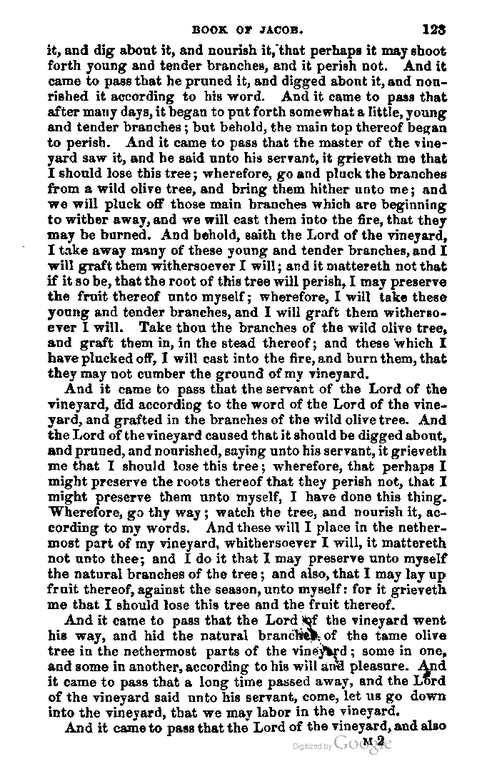 BOOK OF JACOB. 123
it, and dig about it, and nourish it, that perhaps it may shoot
forth young and tender branches, and it perish not. And it
came to pass that he pruned it, and digged about it, and nou-
rished it according to his word. And it came to pass that
after many days, it began to put forth somewhat a little, young
and tender branches; but behold, the main top thereof began
to perish. And it came to pass that the master of the vine-
yard saw it, and he said unto his servant, it grieveth me that
I should lose this tree; wherefore, go and pluck the branches
from a wild olive tree, and bring them hither unto me; and
we will pluck off those main branches which are beginning
to wither away, and we will cast them into the fire, that they
may be burned. And behold, saith the Lord of the vineyard,
I take away many of these young and tender branches, and I
will graft them withersoever I will; and it mattereth not that
if it so be, that the root of this tree will perish, I may preserve
the fruit thereof unto myself; wherefore, I will take these
young and tender branches, and I will graft them witherso-
ever I will. Take thou the branches of the wild olive tree,
and graft them in, in the stead thereof; and these which I
have plucked off, I will cast into the fire, and burn them, that
they may not cumber the ground of my vineyard.
And it came to pass that the servant of the Lord of the
vineyard, did according to the word of the Lord of the vine-
yard, and grafted in the branches of the wild olive tree. And
the Lord of the vineyard caused that it should be digged about,
and pruned, and nourished, saying unto his servant, it grieveth
me that I should lose this tree; wherefore, that perhaps I
might preserve the roots thereof that they perish not, that I
might preserve them unto myself, I have done this thing.
Wherefore, go thy way; watch the tree, and nourish it, ac-
cording to my words. And these will I place in the nether-
most part of my vineyard, whithersoever I will, it mattereth
not unto thee; and I do it that I may preserve unto myself
the natural branches of the tree; and also, that I may lay up
fruit thereof, against the season, unto myself: for it grieveth
me that I should lose this tree and the fruit thereof.
And it came to pass that the Lord of the vineyard went
his way, and hid the natural branches of the tame olive
tree in the nethermost parts of the vineyard; some in one,
and some in another, according to his will and pleasure. And
it came to pass that a long time passed away, and the Lord
of the vineyard said unto his servant, come, let us go down
into the vineyard, that we may labor in the vineyard.
And it came to pass that the Lord of the vineyard, and also
M 2
Digitized by Google